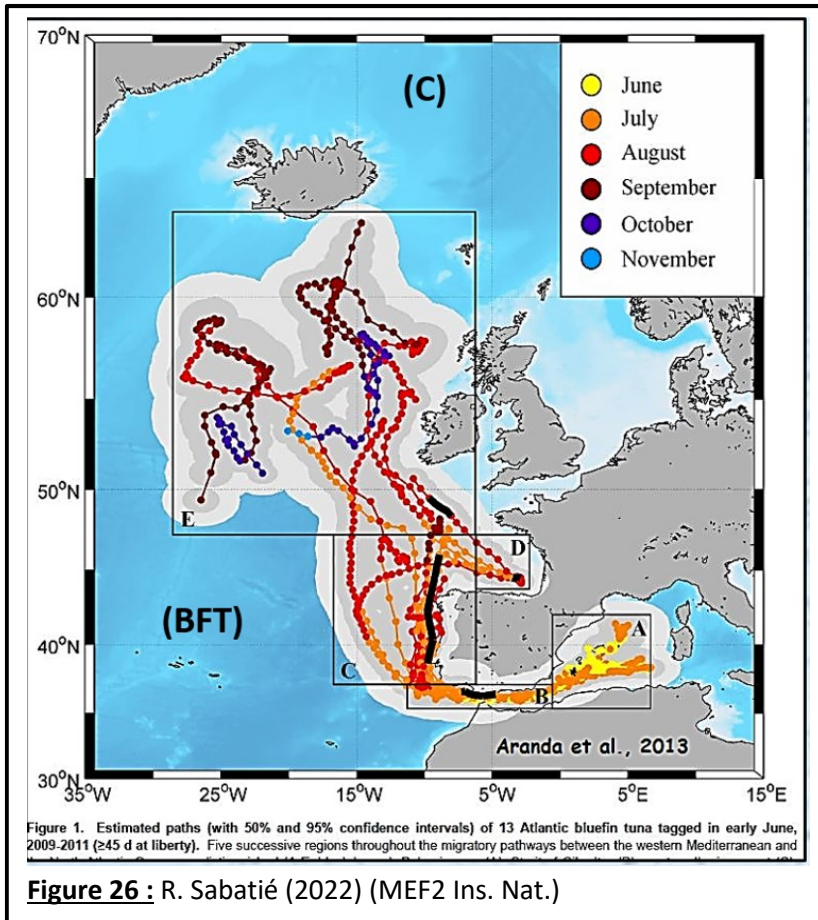 70°N
(C)
June
July
August
September
October
November
60°N
50°N
E
D
(BFT)
40°N
A
C
B
Aranda et al., 2013
30°N
35°W
25°W
15°W
5°W
5°E
15°E
Figure 1. Estimated paths (with 50% and 95% confidence intervals) of 13 Atlantic bluefin tuna tagged in early June,
2009-2011 (≥45 d at liberty). Five successive regions throughout the migratory pathways between the western Mediterranean and
Figure 26 : R. Sabatié (2022) (MEF2 Ins. Nat.)